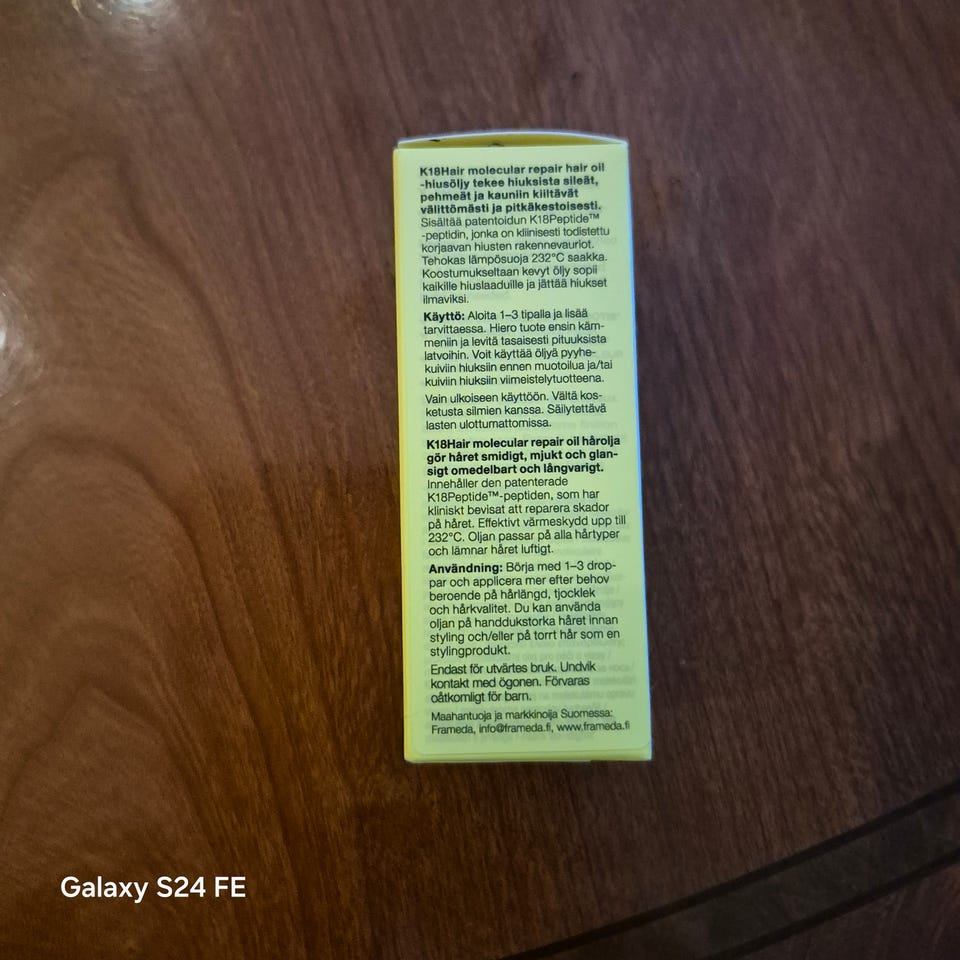 K18Hair molecular repair hair oil
-hiusöljy tekee hiuksista sileät,
pehmeät ja kauniin kiiltävät
välittömästi ja pitkäkestoisesti.
Sisältää patentoidun K18Peptide™
-peptidin, jonka on kliinisesti todistettu
korjaavan hiusten rakennevauriot.
Tehokas lämpösuoja 232°C saakka.
Koostumukseltaan kevyt öljy sopii
kaikille hiuslaaduille ja jättää hiukset
ilmaviksi.
Käyttö: Aloita 1–3 tipalla ja lisää
tarvittaessa. Hiero tuote ensin käm-
meniin ja levitä tasaisesti pituuksista
latvoihin. Voit käyttää öljyä pyyhe-
kuiviin hiuksiin ennen muotoilua ja/tai
kuiviin hiuksiin viimeistelytuotteena.
Vain ulkoiseen käyttöön. Vältä kos-
ketusta silmien kanssa. Säilytettävä
lasten ulottumattomissa.
K18Hair molecular repair oil hårolja
gör håret smidigt, mjukt och glan-
sigt omedelbart och långvarigt.
Innehåller den patenterade
K18Peptide™-peptiden, som har
kliniskt bevisat att reparera skador
på håret. Effektivt värmeskydd upp till
232°C. Oljan passar på alla hårtyper
och lämnar håret luftigt.
Användning: Börja med 1–3 drop-
par och applicera mer efter behov
beroende på hårlängd, tjocklek
och hårkvalitet. Du kan använda
oljan på handdukstorka håret innan
styling och/eller på torrt hår som en
stylingprodukt.
Endast för utvärtes bruk. Undvik
kontakt med ögonen. Förvaras
oåtkomligt för barn.
Maahantuoja ja markkinoija Suomessa:
Frameda, info@frameda.fi, www.frameda.fi
Galaxy S24 FE